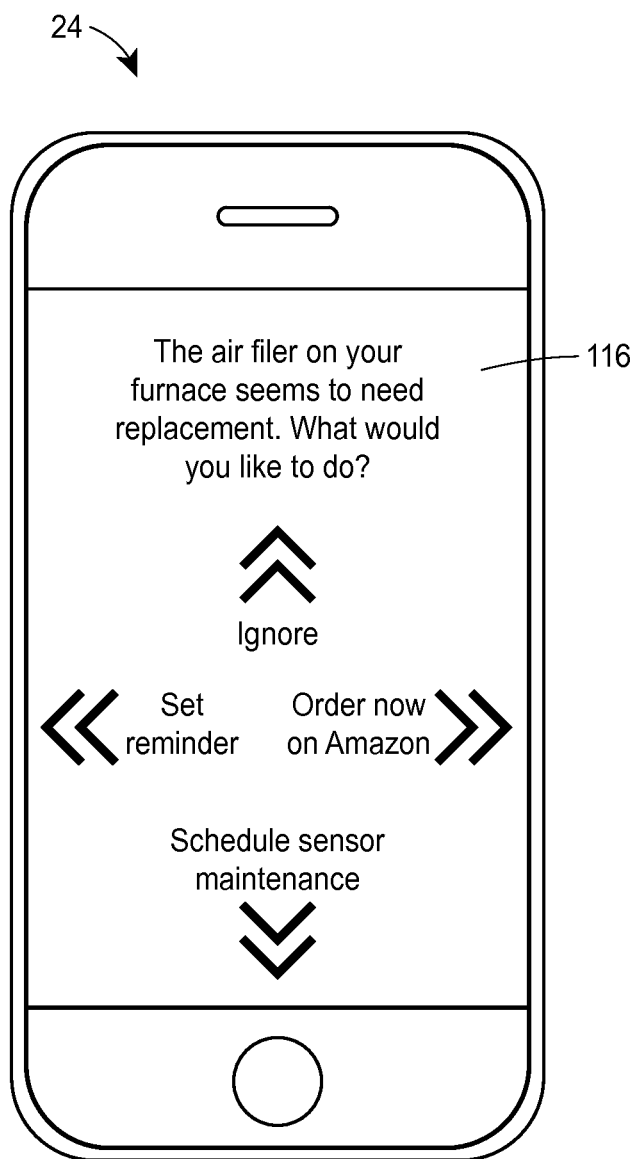 24
The air filer on your
furnace seems to need
replacement. What would
you like to do?
116
Ignore
Set
reminder
Order now
on Amazon
Schedule sensor
maintenance